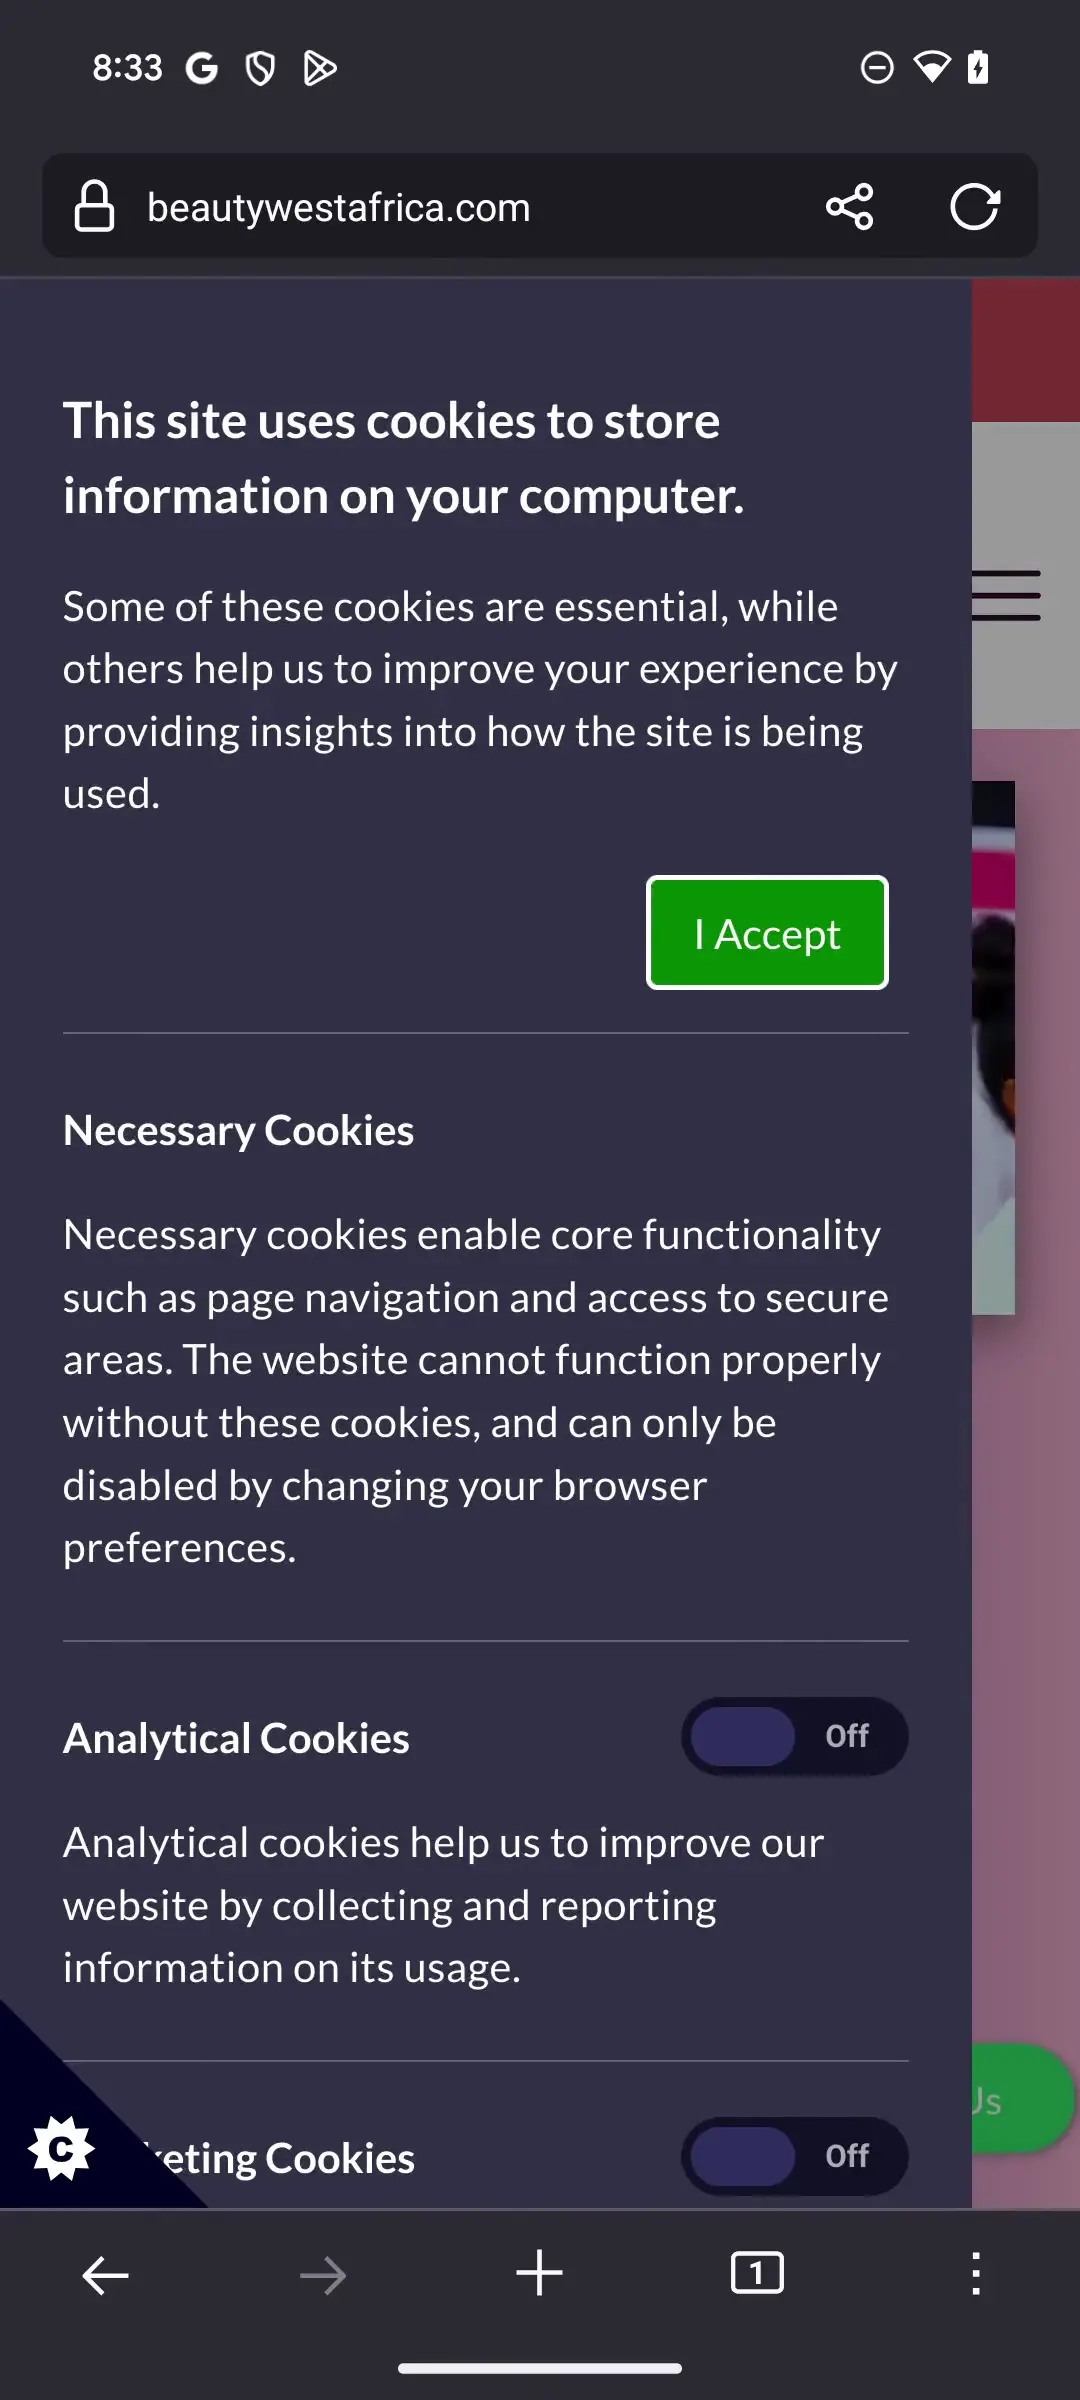 8:33
beautywestafrica.com
This site uses cookies to store
information on your computer.
Some of these cookies are essential, while
others help us to improve your experience by
providing insights into how the site is being
used.
I Accept
Necessary Cookies
Necessary cookies enable core functionality
such as page navigation and access to secure
areas. The website cannot function properly
without these cookies, and can only be
disabled by changing your browser
preferences.
Analytical Cookies
Off
Analytical cookies help us to improve our
website by collecting and reporting
information on its usage.
Us
C
keting Cookies
Off
1